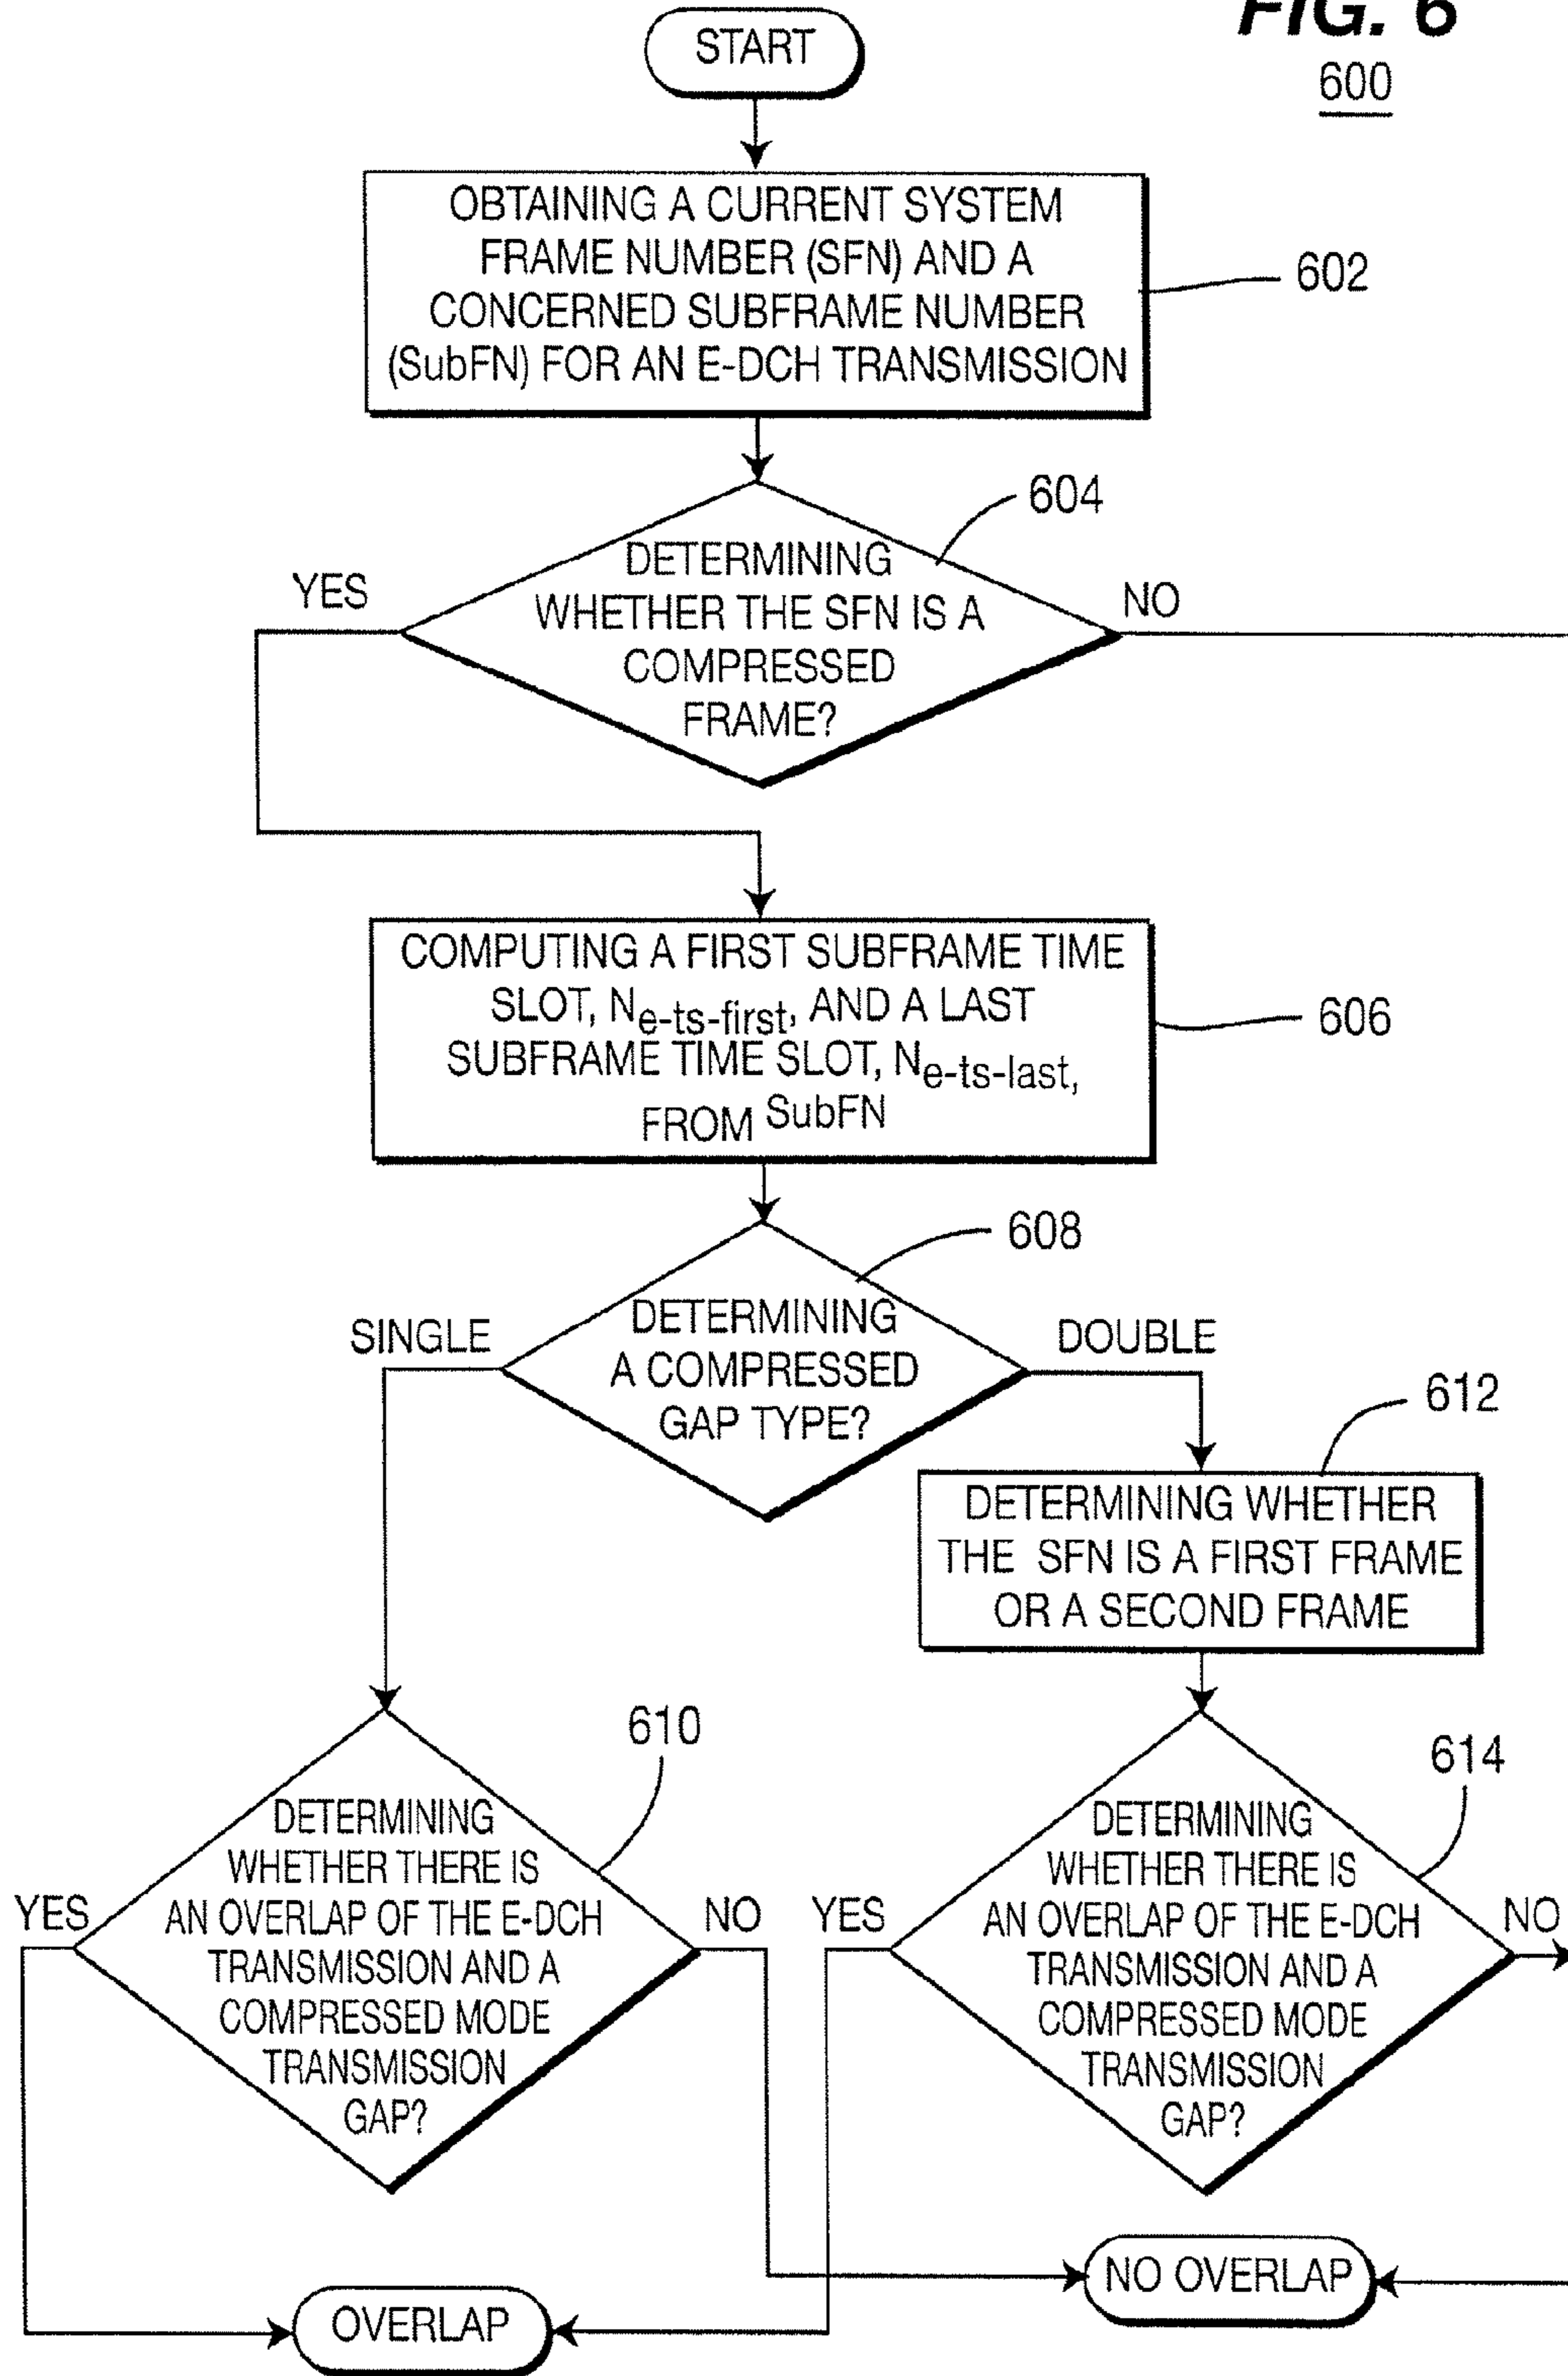 FIG. 6
600
START
OBTAINING A CURRENT SYSTEM
FRAME NUMBER (SFN) AND A
CONCERNED SUBFRAME NUMBER
(SubFN) FOR AN E-DCH TRANSMISSION
602
604
DETERMINING
WHETHER THE SFN IS A
COMPRESSED
FRAME?
YES
NO
COMPUTING A FIRST SUBFRAME TIME
SLOT, Ne-ts-first, AND A LAST
SUBFRAME TIME SLOT, Ne-ts-last,
FROM SubFN
606
608
DETERMINING
A COMPRESSED
GAP TYPE?
SINGLE
DOUBLE
612
DETERMINING WHETHER
THE SFN IS A FIRST FRAME
OR A SECOND FRAME
610
DETERMINING
WHETHER THERE IS
AN OVERLAP OF THE E-DCH
TRANSMISSION AND A
COMPRESSED MODE
TRANSMISSION
GAP?
YES
NO
614
DETERMINING
WHETHER THERE IS
AN OVERLAP OF THE E-DCH
TRANSMISSION AND A
COMPRESSED MODE
TRANSMISSION
GAP?
YES
NO
NO OVERLAP
OVERLAP